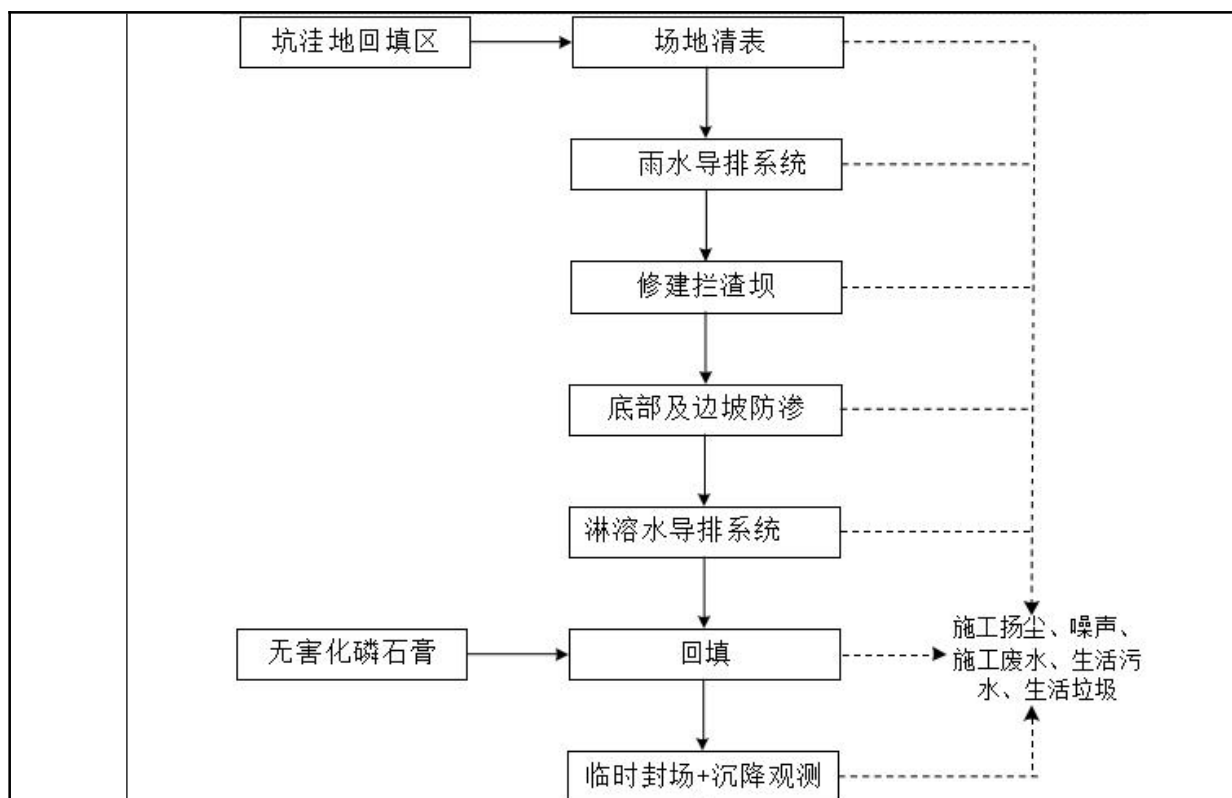 坑洼地回填区
场地清表
雨水导排系统
修建拦渣坝
底部及边坡防渗
淋溶水导排系统
无害化磷石膏
回填
施工扬尘、噪声、
施工废水、生活污
水、生活垃圾
临时封场+沉降观测